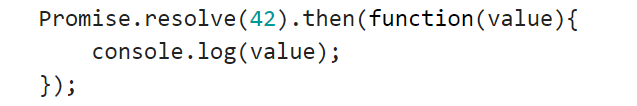 Promise.resolve(42).then(function(value){
    console.log(value);
});